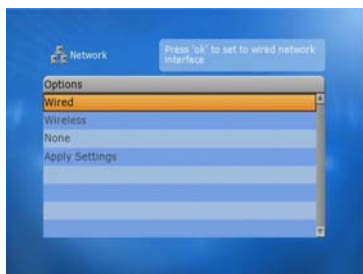 Network
Press 'ok' to set to wired network
interface
Options
Wired
Wireless
None
Apply Settings